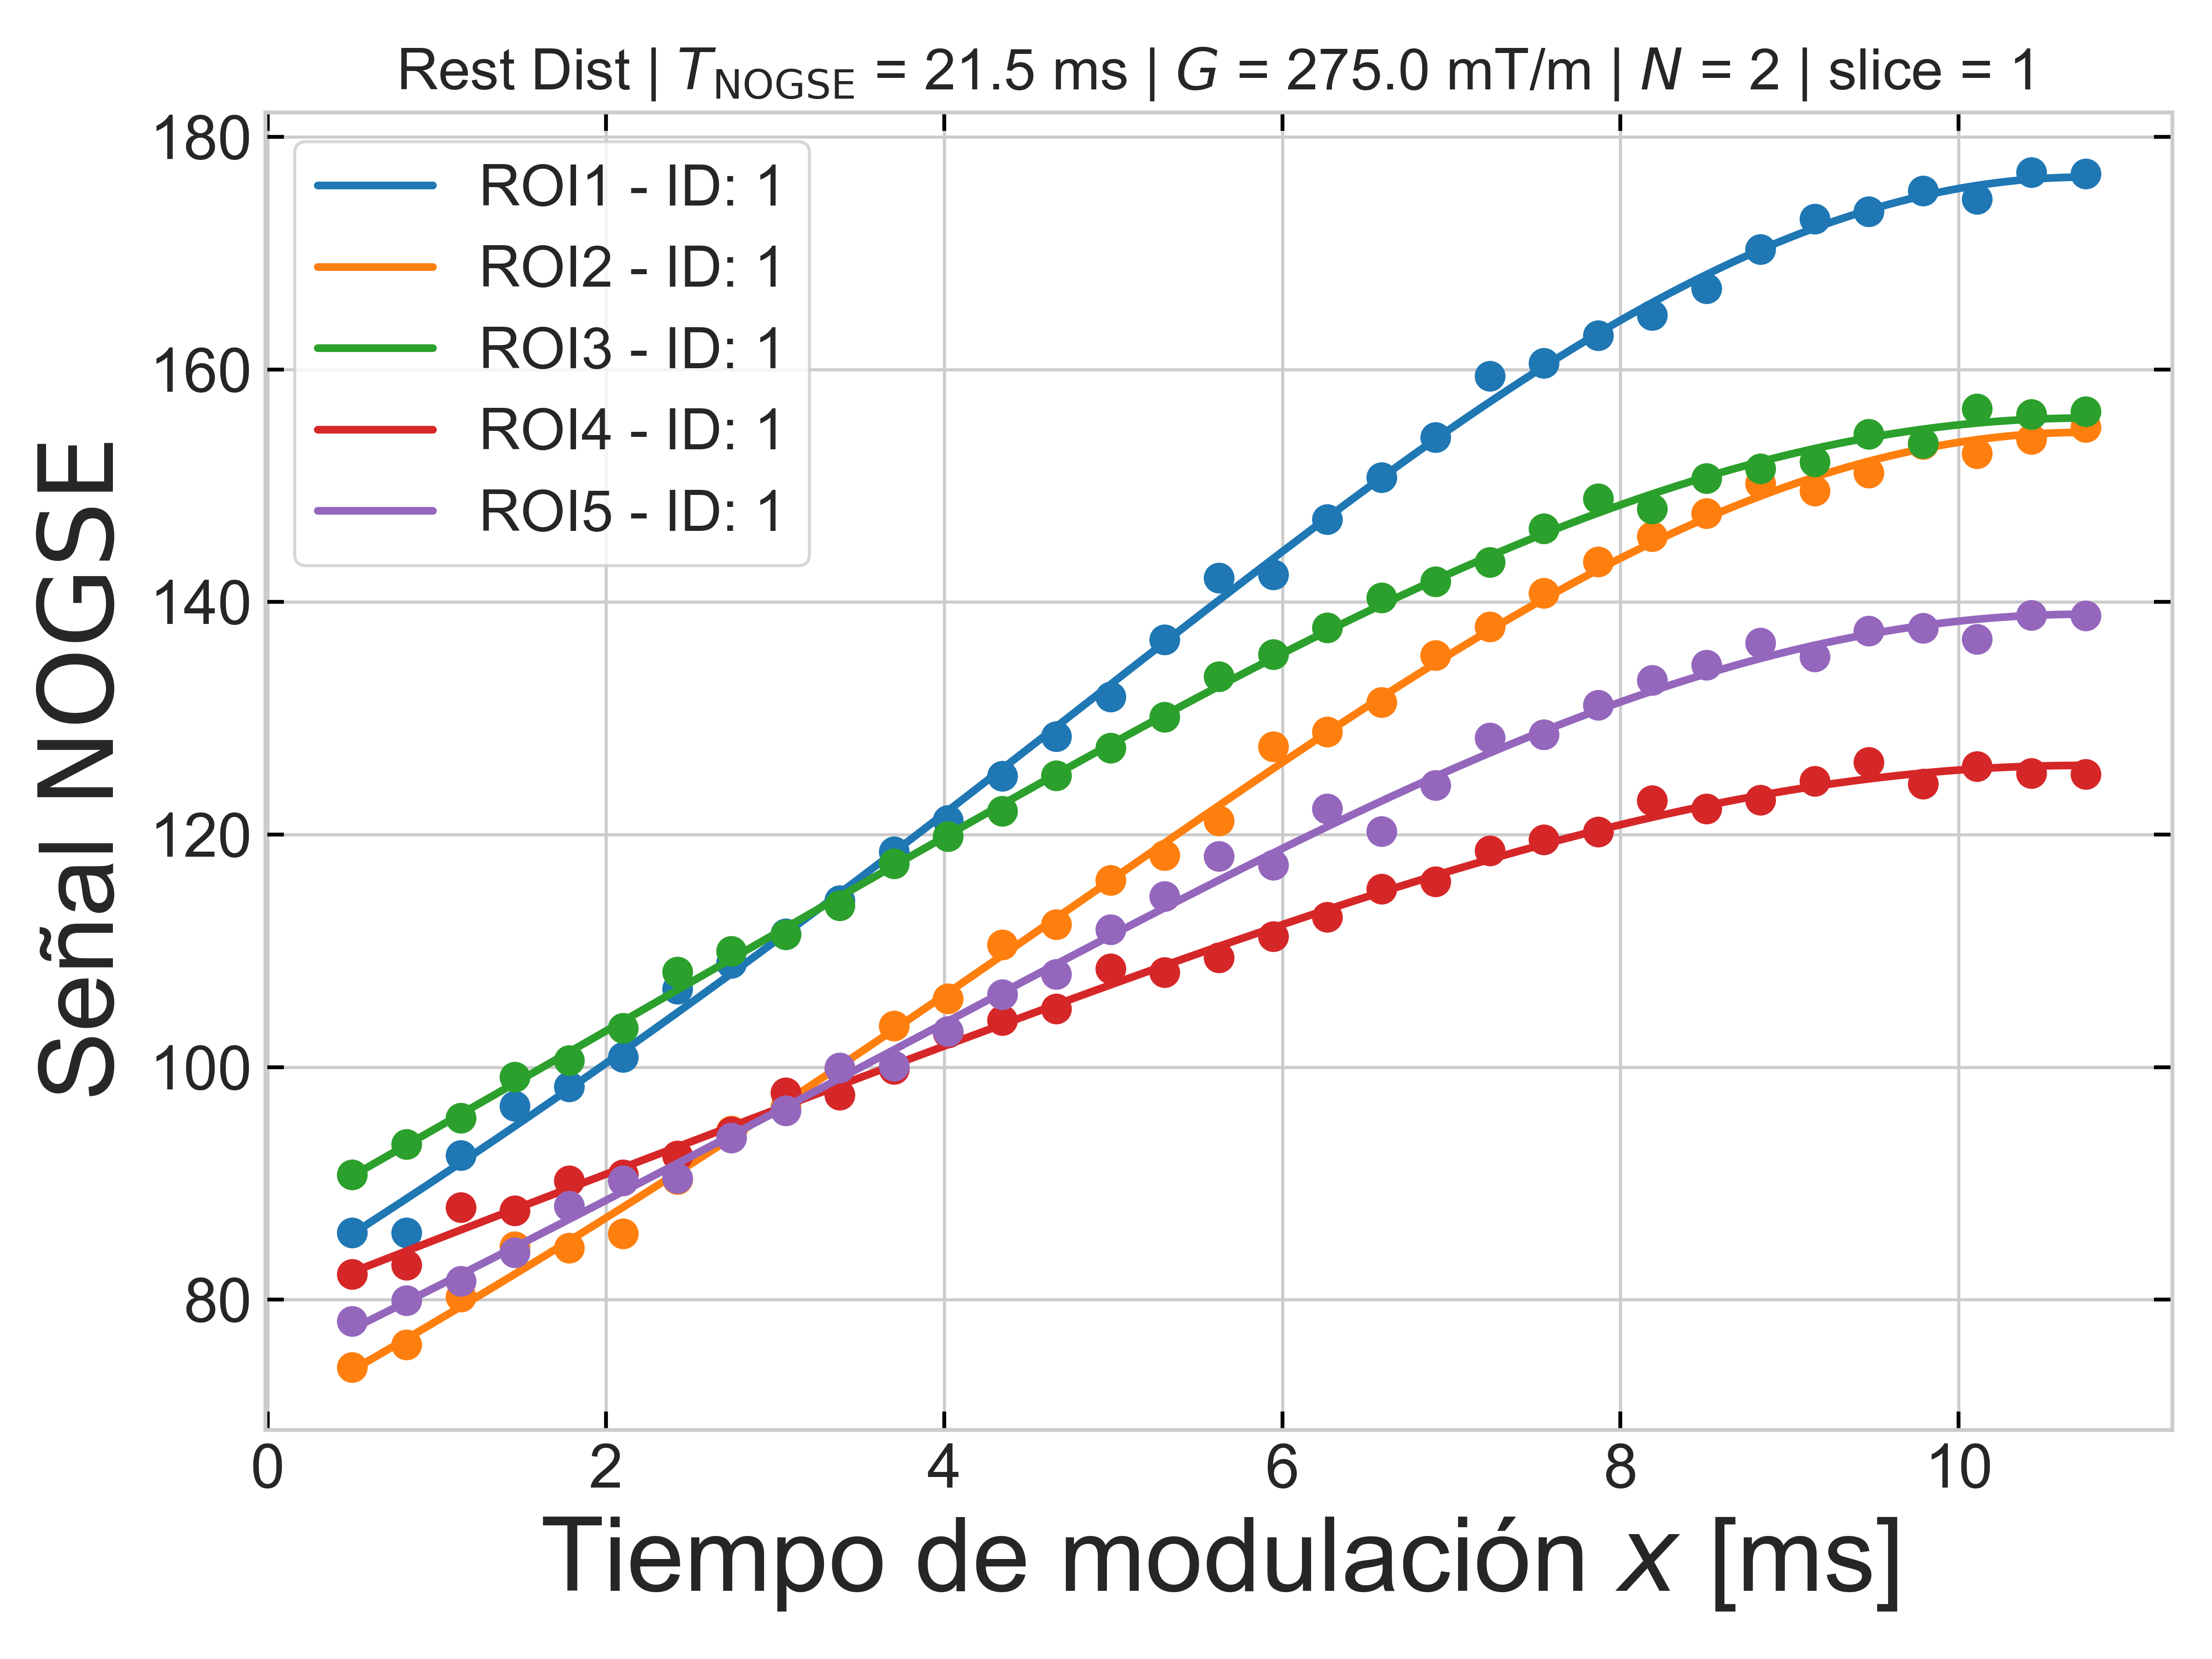 Rest Dist | T_NOGSE = 21.5 ms | G = 275.0 mT/m | N = 2 | slice = 1
180
160
140
120
100
80
Señal NOGSE
ROI1 - ID: 1
ROI2 - ID: 1
ROI3 - ID: 1
ROI4 - ID: 1
ROI5 - ID: 1
0 2 4 6 8 10
Tiempo de modulación x [ms]